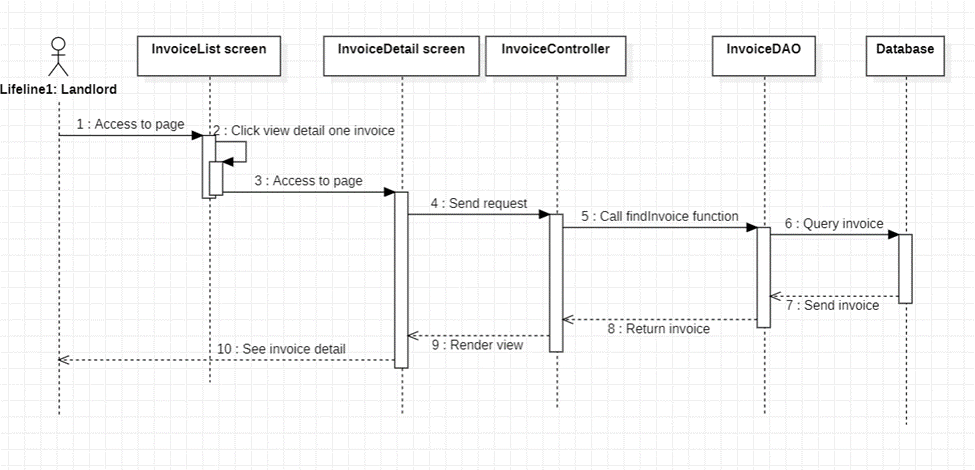 InvoiceList screen
InvoiceDetail screen
InvoiceController
InvoiceDAO
Database
Lifeline1: Landlord
1 : Access to page
2 : Click view detail one invoice
3 : Access to page
4 : Send request
5 : Call findInvoice function
6 : Query invoice
7 : Send invoice
8 : Return invoice
9 : Render view
10 : See invoice detail